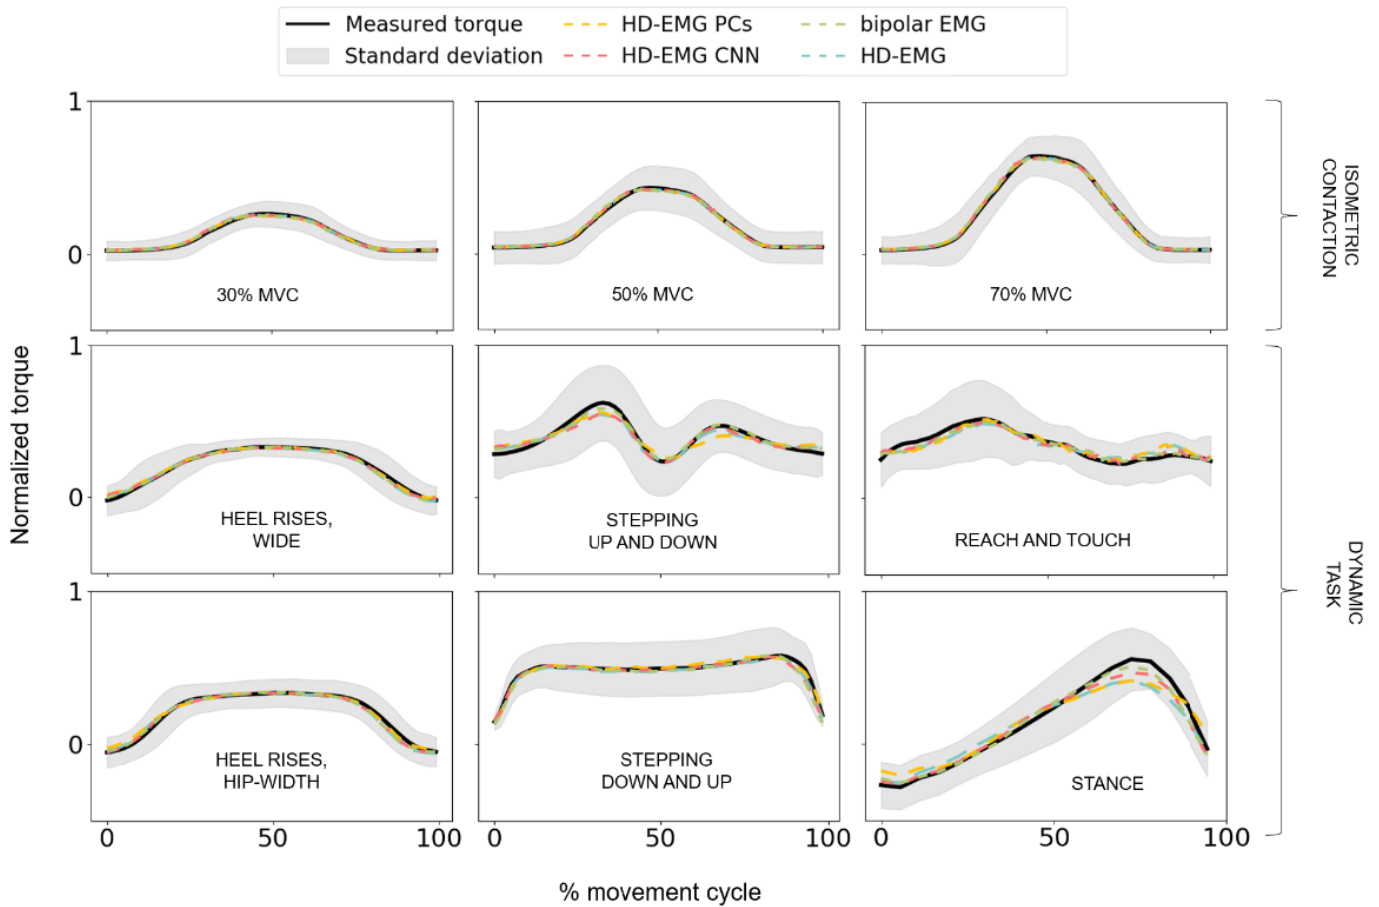 Measured torque
Standard deviation
HD-EMG PCs
HD-EMG CNN
bipolar EMG
HD-EMG
Normalized torque
1
0
30% MVC
50% MVC
70% MVC
ISOMETRIC
CONTACTION
1
0
HEEL RISES,
WIDE
STEPPING
UP AND DOWN
REACH AND TOUCH
DYNAMIC
TASK
1
0
HEEL RISES,
HIP-WIDTH
STEPPING
DOWN AND UP
STANCE
0
50
100
0
50
100
0
50
100
% movement cycle